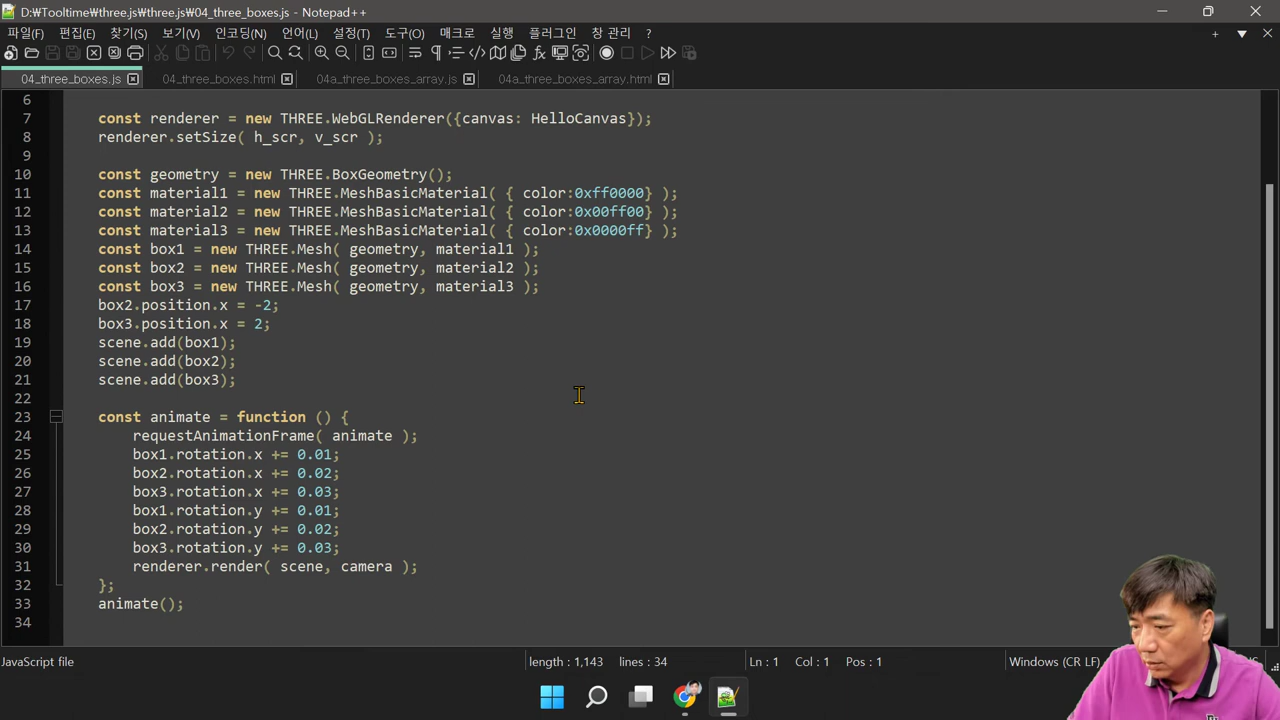 D:₩Tooltime₩three.js₩three.js₩04_three_boxes.js - Notepad++
파일(F) 편집(E) 찾기(S) 보기(V) 인코딩(N) 언어(L) 설정(T) 도구(O) 매크로 실행 플러그인 창 관리 ?
04_three_boxes.js 04_three_boxes.html 04a_three_boxes_array.js 04a_three_boxes_array.html
6
7 const renderer = new THREE.WebGLRenderer({canvas: HelloCanvas});
8 renderer.setSize( h_scr, v_scr );
9
10 const geometry = new THREE.BoxGeometry();
11 const material1 = new THREE.MeshBasicMaterial( { color:0xff0000} );
12 const material2 = new THREE.MeshBasicMaterial( { color:0x00ff00} );
13 const material3 = new THREE.MeshBasicMaterial( { color:0x0000ff} );
14 const box1 = new THREE.Mesh( geometry, material1 );
15 const box2 = new THREE.Mesh( geometry, material2 );
16 const box3 = new THREE.Mesh( geometry, material3 );
17 box2.position.x = -2;
18 box3.position.x = 2;
19 scene.add(box1);
20 scene.add(box2);
21 scene.add(box3);
22
23 const animate = function () {
24 requestAnimationFrame( animate );
25 box1.rotation.x += 0.01;
26 box2.rotation.x += 0.02;
27 box3.rotation.x += 0.03;
28 box1.rotation.y += 0.01;
29 box2.rotation.y += 0.02;
30 box3.rotation.y += 0.03;
31 renderer.render( scene, camera );
32 };
33 animate();
34
JavaScript file length : 1,143 lines : 34 Ln : 1 Col : 1 Pos : 1 Windows (CR LF)